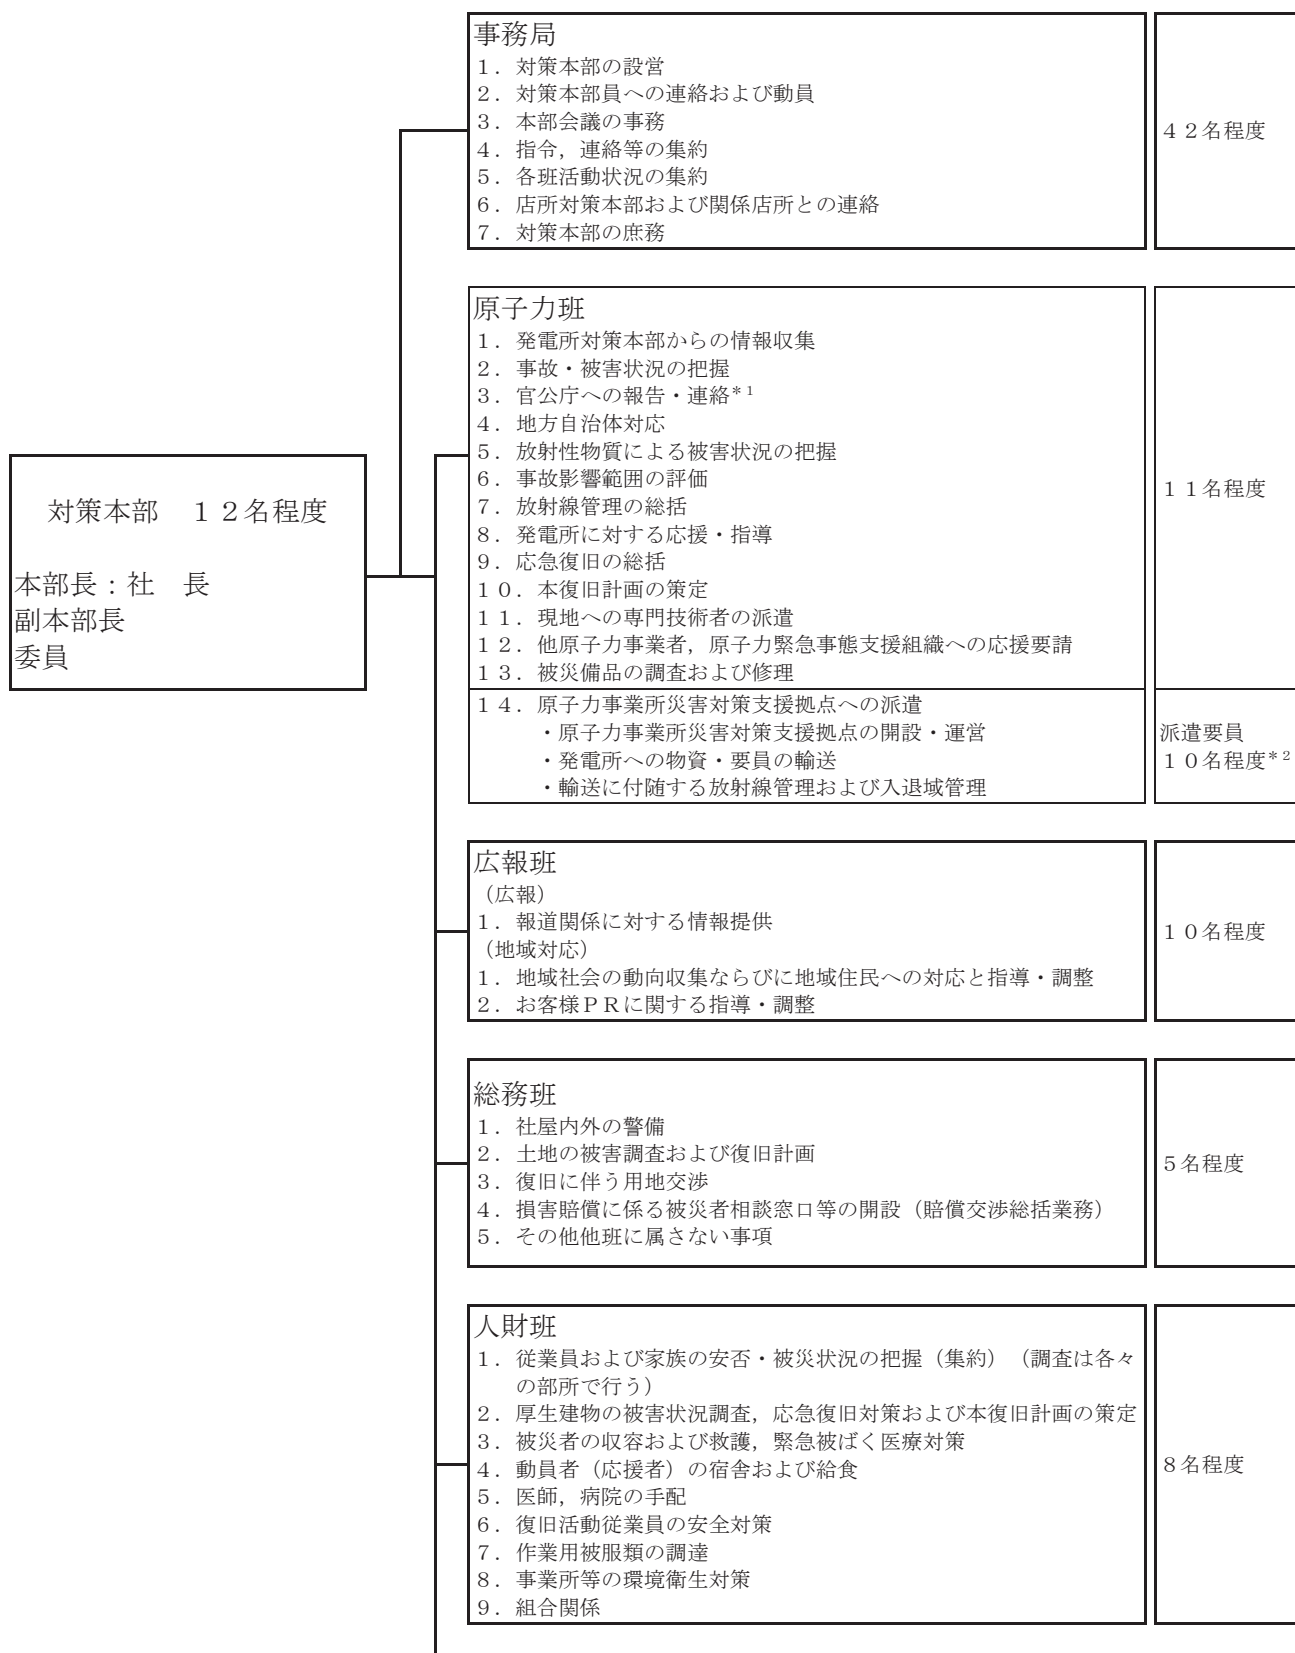 対策本部　１２名程度
本部長：社　長
副本部長
委員
事務局
１．対策本部の設営
２．対策本部員への連絡および動員
３．本部会議の事務
４．指令，連絡等の集約
５．各班活動状況の集約
６．店所対策本部および関係店所との連絡
７．対策本部の庶務
４２名程度
原子力班
１．発電所対策本部からの情報収集
２．事故・被害状況の把握
３．官公庁への報告・連絡＊１
４．地方自治体対応
５．放射性物質による被害状況の把握
６．事故影響範囲の評価
７．放射線管理の総括
８．発電所に対する応援・指導
９．応急復旧の総括
１０．本復旧計画の策定
１１．現地への専門技術者の派遣
１２．他原子力事業者，原子力緊急事態支援組織への応援要請
１３．被災備品の調査および修理
１１名程度
１４．原子力事業所災害対策支援拠点への派遣
・原子力事業所災害対策支援拠点の開設・運営
・発電所への物資・要員の輸送
・輸送に付随する放射線管理および入退域管理
派遣要員
１０名程度＊２
広報班
（広報）
１．報道関係に対する情報提供
（地域対応）
１．地域社会の動向収集ならびに地域住民への対応と指導・調整
２．お客様ＰＲに関する指導・調整
１０名程度
総務班
１．社屋内外の警備
２．土地の被害調査および復旧計画
３．復旧に伴う用地交渉
４．損害賠償に係る被災者相談窓口等の開設（賠償交渉総括業務）
５．その他他班に属さない事項
５名程度
人財班
１．従業員および家族の安否・被災状況の把握（集約）（調査は各々
の部所で行う）
２．厚生建物の被害状況調査，応急復旧対策および本復旧計画の策定
３．被災者の収容および救護，緊急被ばく医療対策
４．動員者（応援者）の宿舎および給食
５．医師，病院の手配
６．復旧活動従業員の安全対策
７．作業用被服類の調達
８．事業所等の環境衛生対策
９．組合関係
８名程度